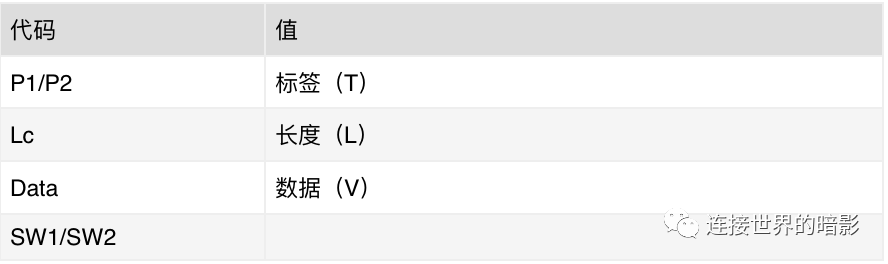 代码 值
P1/P2 标签（T）
Lc 长度（L）
Data 数据（V）
SW1/SW2
连接世界的暗影